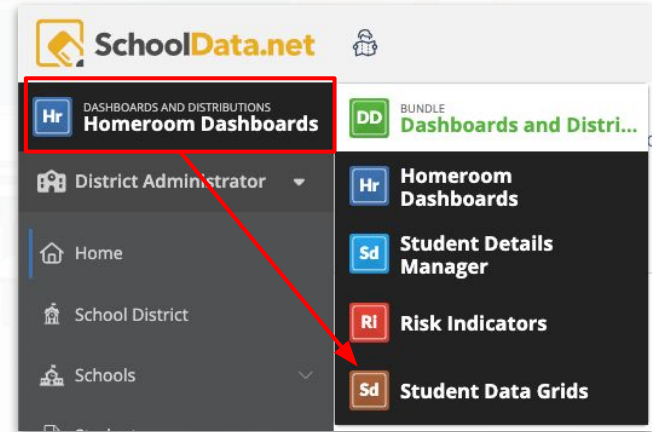 SchoolData.net
Hr
DASHBOARDS AND DISTRIBUTIONS
Homeroom Dashboards
District Administrator
Home
School District
Schools
DD
BUNDLE
Dashboards and Distri...
Hr
Homeroom
Dashboards
Sd
Student Details
Manager
RI
Risk Indicators
Sd
Student Data Grids